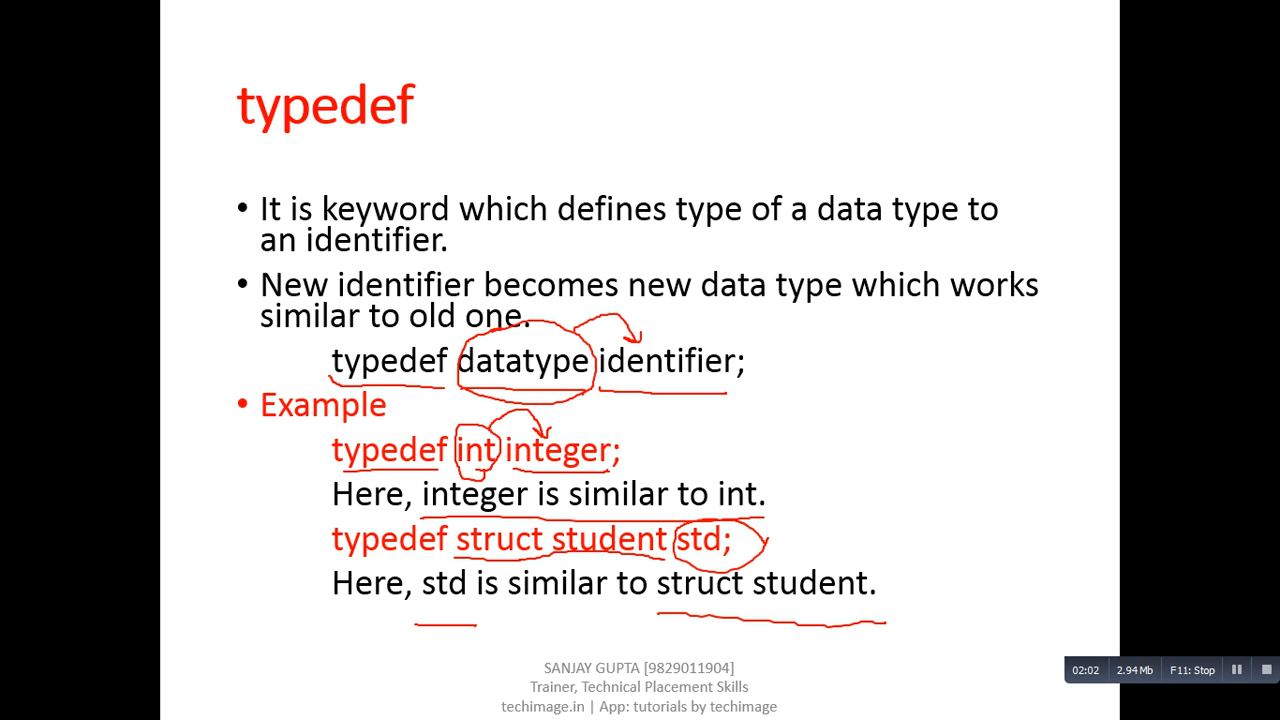 typedef
• It is keyword which defines type of a data type to
an identifier.
• New identifier becomes new data type which works
similar to old one.
typedef datatype identifier;
• Example
typedef int integer;
Here, integer is similar to int.
typedef struct student std;
Here, std is similar to struct student.
SANJAY GUPTA [9829011904]
Trainer, Technical Placement Skills
techimage.in | App: tutorials by techimage
02:02 2.94 Mb F11: Stop